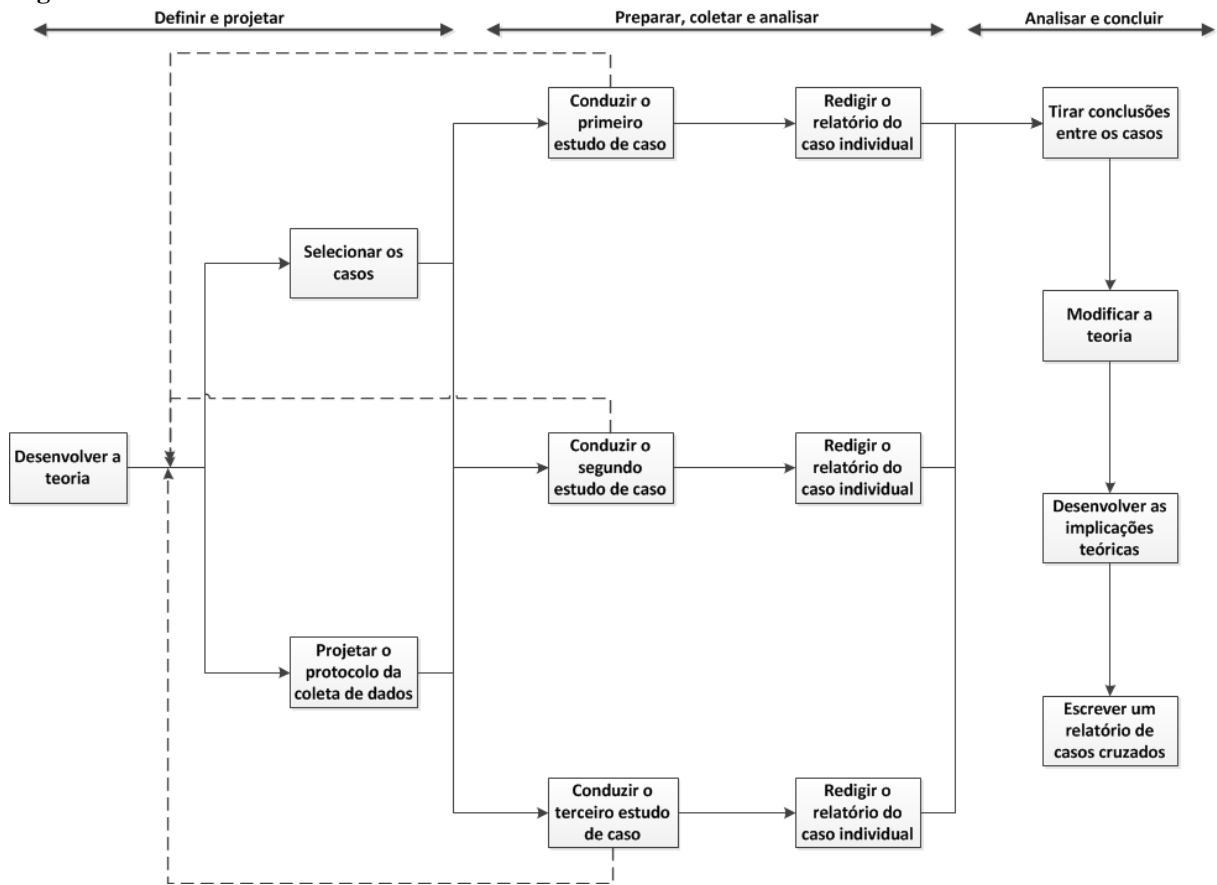 Definir e projetar
Preparar, coletar e analisar
Analisar e concluir
Conduzir o
primeiro
estudo de caso
Redigir o
relatório do
caso individual
Tirar conclusões
entre os casos
Selecionar os
casos
Modificar a
teoria
Desenvolver a
teoria
Conduzir o
segundo
estudo de caso
Redigir o
relatório do
caso individual
Desenvolver as
implicações
teóricas
Projetar o
protocolo da
coleta de dados
Escrever um
relatório de
casos cruzados
Conduzir o
terceiro estudo
de caso
Redigir o
relatório do
caso individual